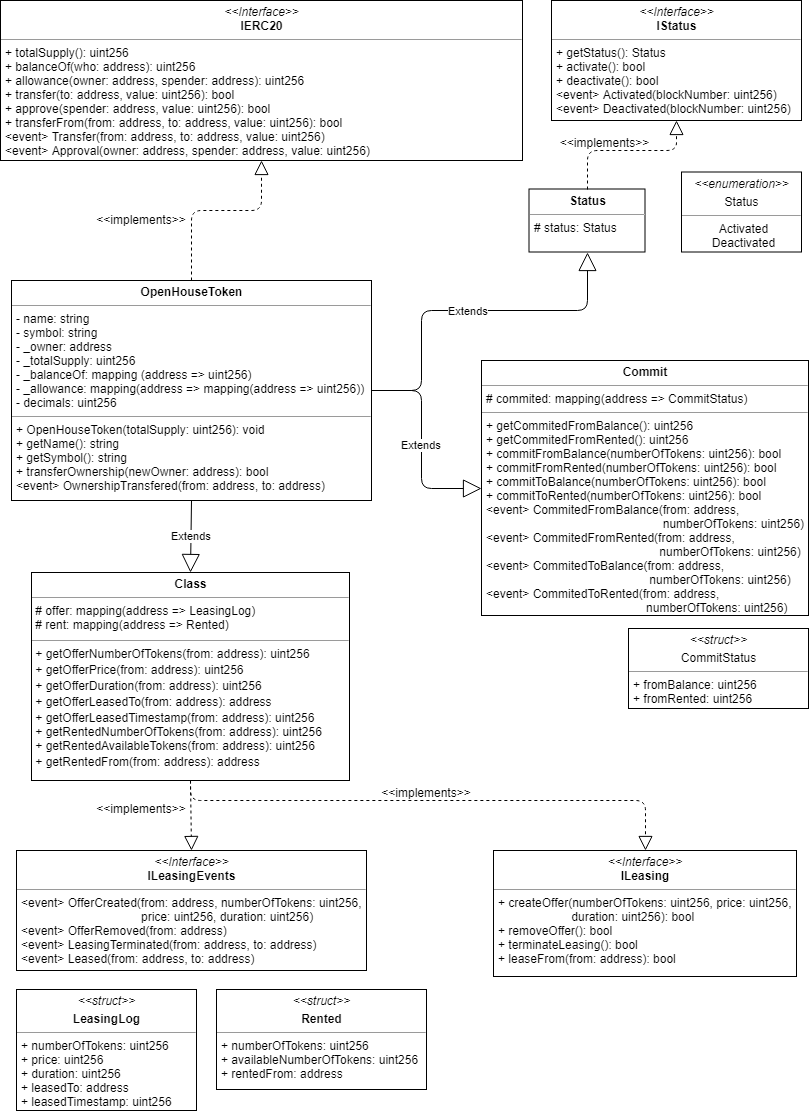 <<Interface>>
IERC20
+ totalSupply(): uint256
+ balanceOf(who: address): uint256
+ allowance(owner: address, spender: address): uint256
+ transfer(to: address, value: uint256): bool
+ approve(spender: address, value: uint256): bool
+ transferFrom(from: address, to: address, value: uint256): bool
<event> Transfer(from: address, to: address, value: uint256)
<event> Approval(owner: address, spender: address, value: uint256)
<<Interface>>
IStatus
+ getStatus(): Status
+ activate(): bool
+ deactivate(): bool
<event> Activated(blockNumber: uint256)
<event> Deactivated(blockNumber: uint256)
<<implements>>
<<implements>>
Status
# status: Status
<<enumeration>>
Status
Activated
Deactivated
OpenHouseToken
- name: string
- symbol: string
- _owner: address
- _totalSupply: uint256
- _balanceOf: mapping (address => uint256)
- _allowance: mapping(address => mapping(address => uint256))
- decimals: uint256
+ OpenHouseToken(totalSupply: uint256): void
+ getName(): string
+ getSymbol(): string
+ transferOwnership(newOwner: address): bool
<event> OwnershipTransfered(from: address, to: address)
Extends
Extends
Extends
Commit
# commited: mapping(address => CommitStatus)
+ getCommitedFromBalance(): uint256
+ getCommitedFromRented(): uint256
+ commitFromBalance(numberOfTokens: uint256): bool
+ commitFromRented(numberOfTokens: uint256): bool
+ commitToBalance(numberOfTokens: uint256): bool
+ commitToRented(numberOfTokens: uint256): bool
<event> CommitedFromBalance(from: address,
numberOfTokens: uint256)
<event> CommitedFromRented(from: address,
numberOfTokens: uint256)
<event> CommitedToBalance(from: address,
numberOfTokens: uint256)
<event> CommitedToRented(from: address,
numberOfTokens: uint256)
<<struct>>
CommitStatus
+ fromBalance: uint256
+ fromRented: uint256
Class
# offer: mapping(address => LeasingLog)
# rent: mapping(address => Rented)
+ getOfferNumberOfTokens(from: address): uint256
+ getOfferPrice(from: address): uint256
+ getOfferDuration(from: address): uint256
+ getOfferLeasedTo(from: address): address
+ getOfferLeasedTimestamp(from: address): uint256
+ getRentedNumberOfTokens(from: address): uint256
+ getRentedAvailableTokens(from: address): uint256
+ getRentedFrom(from: address): address
<<implements>>
<<implements>>
<<Interface>>
ILeasingEvents
<event> OfferCreated(from: address, numberOfTokens: uint256,
price: uint256, duration: uint256)
<event> OfferRemoved(from: address)
<event> LeasingTerminated(from: address, to: address)
<event> Leased(from: address, to: address)
<<Interface>>
ILeasing
+ createOffer(numberOfTokens: uint256, price: uint256,
duration: uint256): bool
+ removeOffer(): bool
+ terminateLeasing(): bool
+ leaseFrom(from: address): bool
<<struct>>
LeasingLog
+ numberOfTokens: uint256
+ price: uint256
+ duration: uint256
+ leasedTo: address
+ leasedTimestamp: uint256
<<struct>>
Rented
+ numberOfTokens: uint256
+ availableNumberOfTokens: uint256
+ rentedFrom: address